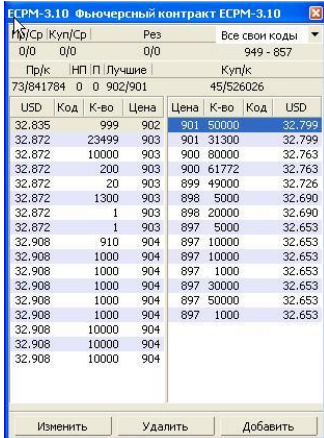 ЕСРМ-3.10 Фьючерсный контракт ЕСРМ-3.10
Пр/Ср Куп/Ср Рез Все свои коды
0/0 0/0 0/0 949 - 857
Пр/к НП П Лучшие Куп/к
73/841784 0 0 902/901 45/526026
USD Код К-во Цена Цена К-во Код USD
32.835 999 902 901 50000 32.799
32.872 23499 903 901 31300 32.799
32.872 10000 903 900 80000 32.763
32.872 200 903 900 61772 32.763
32.872 20 903 899 49000 32.726
32.872 1300 903 898 5000 32.690
32.872 1 903 898 20000 32.690
32.872 1 903 897 5000 32.653
32.908 910 904 897 10000 32.653
32.908 1000 904 897 10000 32.653
32.908 1000 904 897 1000 32.653
32.908 1000 904 897 30000 32.653
32.908 1000 904 897 50000 32.653
32.908 1000 904 897 1000 32.653
32.908 10000 904
32.908 10000 904
32.908 10000 904
Изменить Удалить Добавить